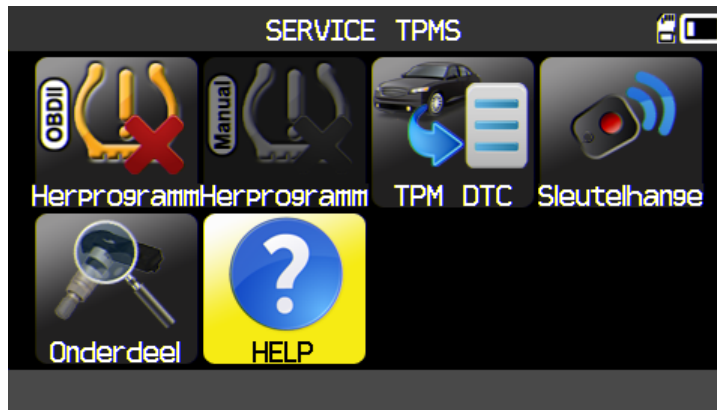 SERVICE TPMS
OBDII
Herprogramm
Manual
Herprogramm
TPM DTC
Sleutelhange
Onderdeel
HELP